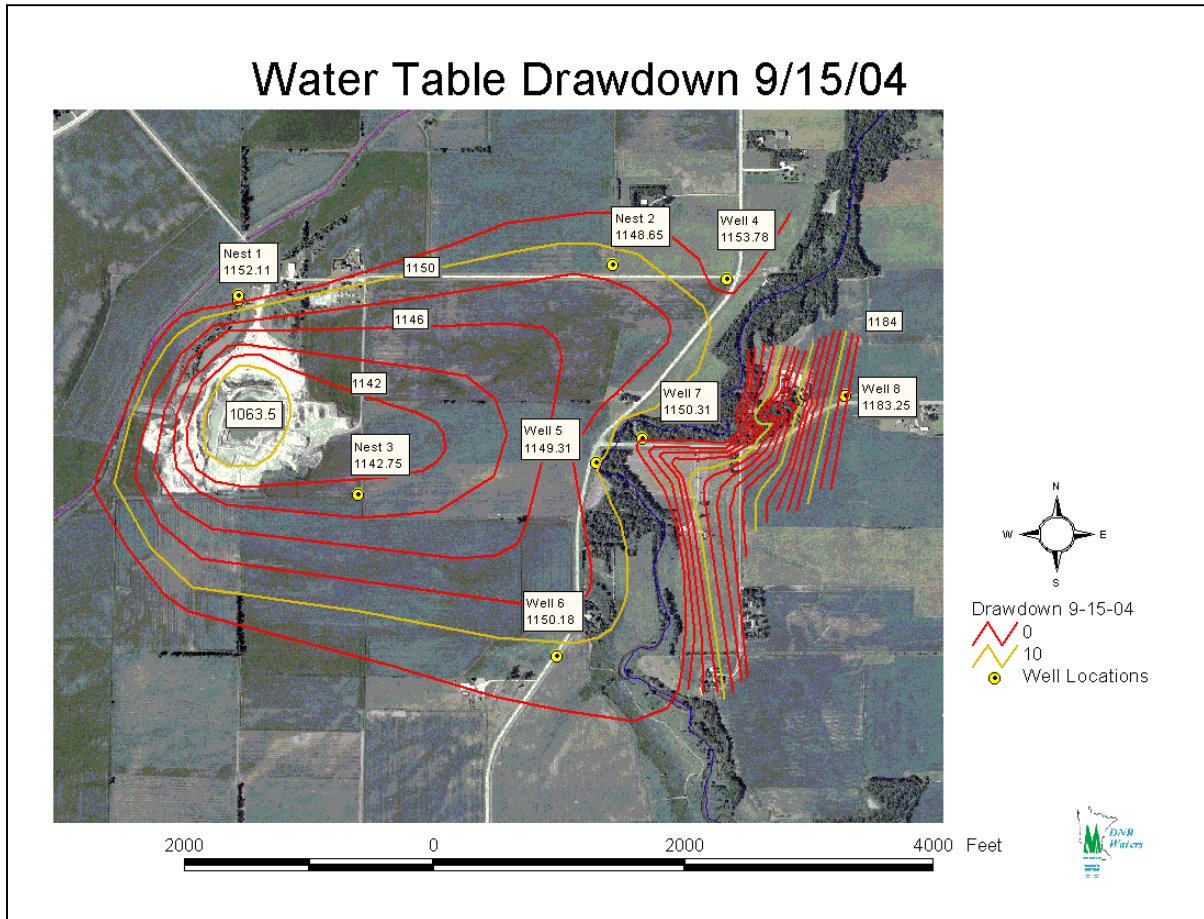 Water Table Drawdown 9/15/04
Nest 2
1148.65
Well 4
1153.78
Nest 1
1152.11
1150
1146
1184
1142
Well 8
1183.25
Well 7
1150.31
1063.5
Well 5
1149.31
Nest 3
1142.75
N
W
E
S
Well 6
1150.18
Drawdown 9-15-04
0
10
Well Locations
2000
0
2000
4000
Feet
DNR
Waters